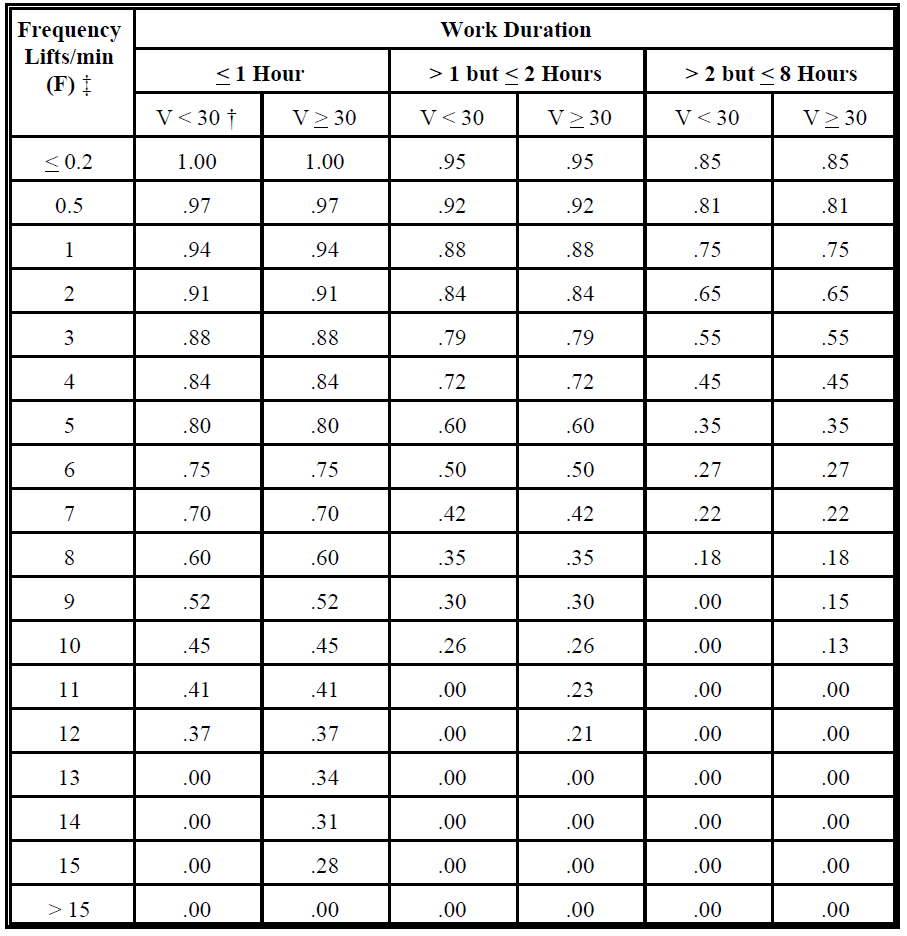 Frequency Lifts/min (F) ‡ Work Duration
≤ 1 Hour > 1 but ≤ 2 Hours > 2 but ≤ 8 Hours
V < 30 † V ≥ 30 V < 30 V ≥ 30 V < 30 V ≥ 30
≤ 0.2 1.00 1.00 .95 .95 .85 .85
0.5 .97 .97 .92 .92 .81 .81
1 .94 .94 .88 .88 .75 .75
2 .91 .91 .84 .84 .65 .65
3 .88 .88 .79 .79 .55 .55
4 .84 .84 .72 .72 .45 .45
5 .80 .80 .60 .60 .35 .35
6 .75 .75 .50 .50 .27 .27
7 .70 .70 .42 .42 .22 .22
8 .60 .60 .35 .35 .18 .18
9 .52 .52 .30 .30 .00 .15
10 .45 .45 .26 .26 .00 .13
11 .41 .41 .00 .23 .00 .00
12 .37 .37 .00 .21 .00 .00
13 .00 .34 .00 .00 .00 .00
14 .00 .31 .00 .00 .00 .00
15 .00 .28 .00 .00 .00 .00
> 15 .00 .00 .00 .00 .00 .00